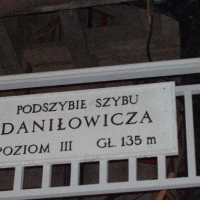 PODSZYBIE SZYBU
DANIŁOWICZA
POZIOM III GŁ. 135 m